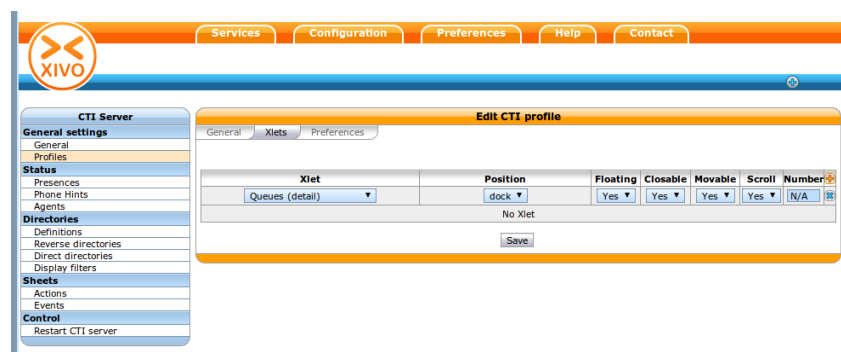 Services Configuration Preferences Help Contact
XIVO
CTI Server
General settings
General
Profiles
Status
Presences
Phone Hints
Agents
Directories
Definitions
Reverse directories
Direct directories
Display filters
Sheets
Actions
Events
Control
Restart CTI server
Edit CTI profile
General Xlets Preferences
Xlet Position Floating Closable Movable Scroll Number
Queues (detail) dock Yes Yes Yes Yes N/A
No Xlet
Save